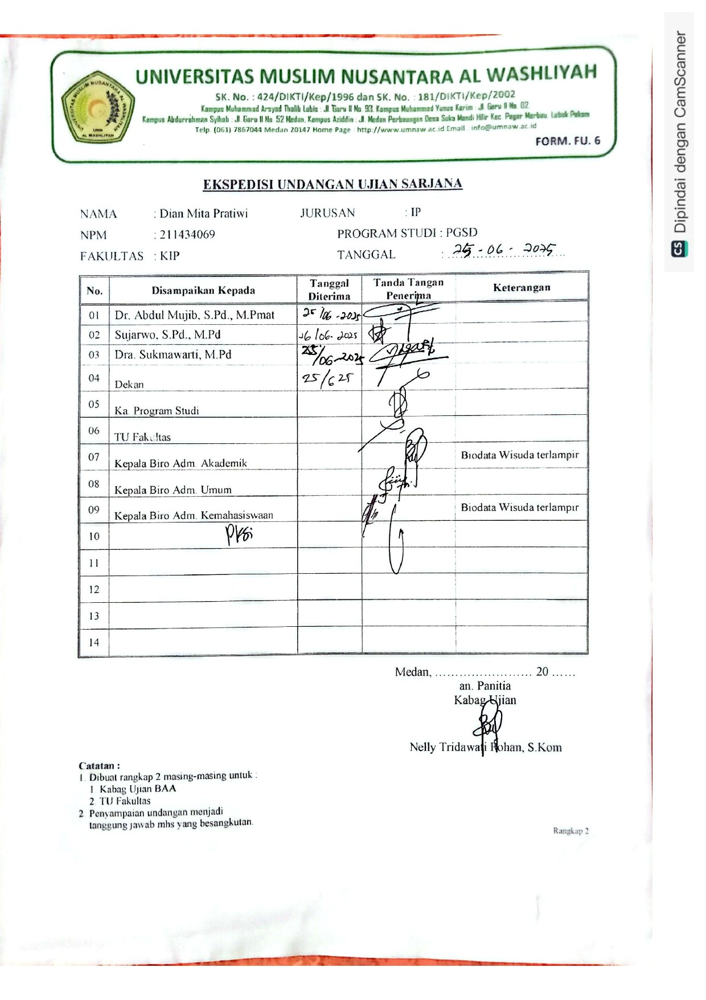 UNIVERSITAS MUSLIM NUSANTARA AL WASHLIYAH
SK. No. : 424/DIKTI/Kep/1996 dan SK. No. : 181/DIKTI/Kep/2002
Kampus Muhammad Arsyad Thalib Lubis : Jl. Garu II No. 93, Kampus Muhammad Yunus Karim : Jl. Garu II No. 02,
Kampus Abdurrahman Syihab : Jl. Garu II No. 52 Medan, Kampus Aziddin : Jl. Medan Perbaungan Desa Suka Mandi Hilir Kec. Pagar Merbau, Lubuk Pakam
Telp. (061) 7867044 Medan 20147 Home Page : http://www.umnaw.ac.id Email : info@umnaw.ac.id
FORM. FU. 6
UNIVERSITAS MUSLIM NUSANTARA AL WASHLIYAH
UMN
AL WASHLIYAH
EKSPEDISI UNDANGAN UJIAN SARJANA
NAMA : Dian Mita Pratiwi JURUSAN : IP
NPM : 211434069 PROGRAM STUDI : PGSD
FAKULTAS : KIP TANGGAL : 25-06-2025
No. Disampaikan Kepada Tanggal Diterima Tanda Tangan Penerima Keterangan
01 Dr. Abdul Mujib, S.Pd., M.Pmat 25/06-2025
02 Sujarwo, S.Pd., M.Pd 26/06-2025
03 Dra. Sukmawarti, M.Pd 25/06-2025
04 Dekan 25/6 25
05 Ka. Program Studi
06 TU Fakultas
07 Kepala Biro Adm. Akademik Biodata Wisuda terlampir
08 Kepala Biro Adm. Umum
09 Kepala Biro Adm. Kemahasiswaan Biodata Wisuda terlampir
10
11
12
13
14
Medan, ........................ 20 ......
an. Panitia
Kabag Ujian
Nelly Tridawati Rohan, S.Kom
Catatan :
1. Dibuat rangkap 2 masing-masing untuk :
1. Kabag Ujian BAA
2. TU Fakultas
2. Penyampaian undangan menjadi
tanggung jawab mhs yang besangkutan.
Rangkap 2
CS Dipindai dengan CamScanner